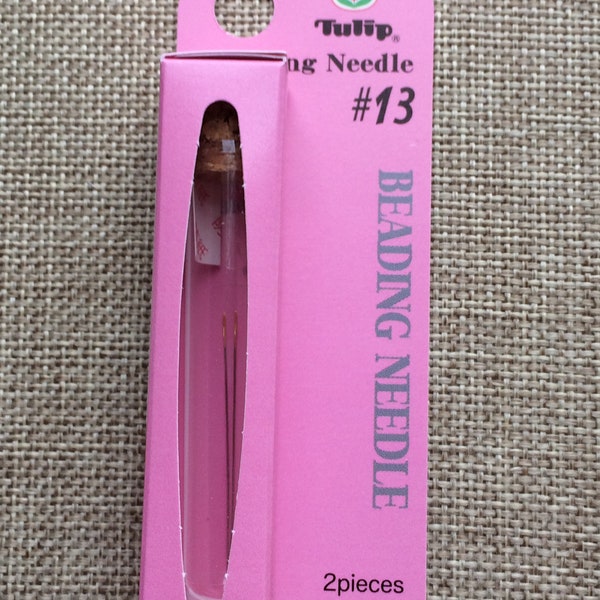 Tulip®
ng Needle
#13
BEADING NEEDLE
2pieces